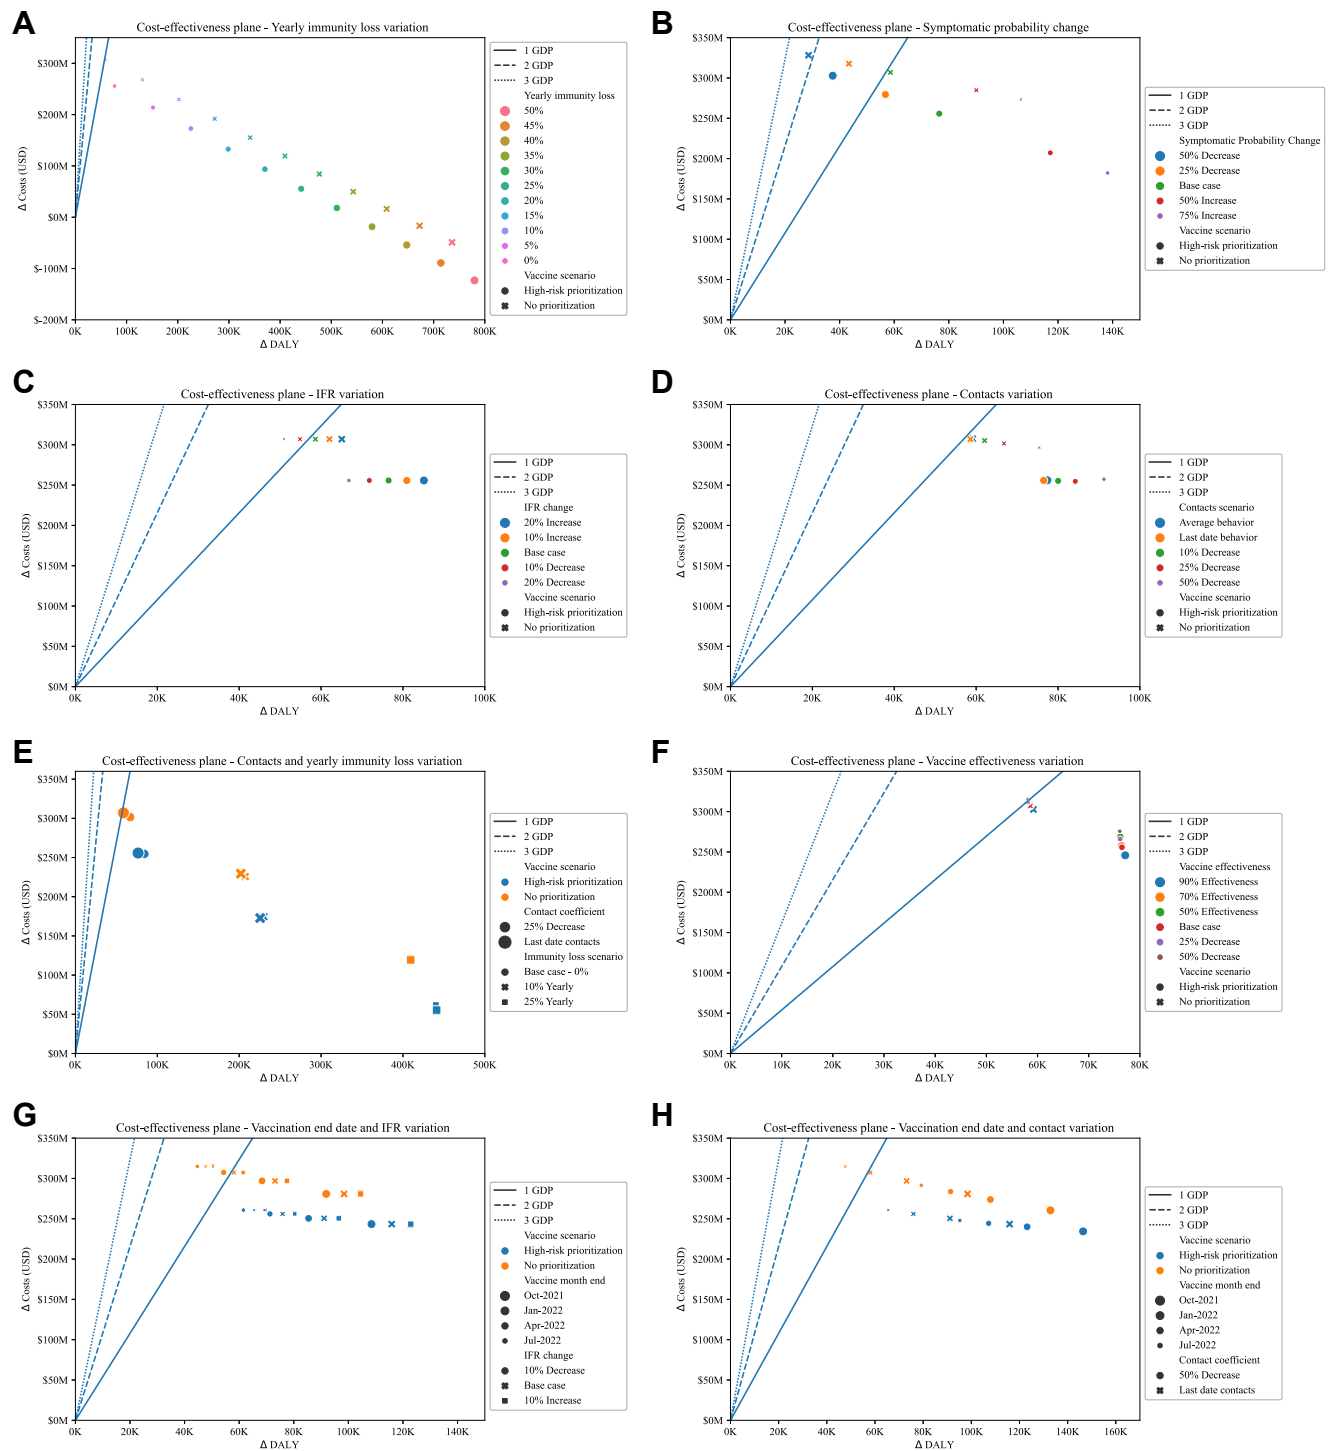 A
Cost-effectiveness plane - Yearly immunity loss variation
$300M
$200M
$100M
$0M
$-100M
$-200M
Δ Costs (USD)
0K 100K 200K 300K 400K 500K 600K 700K 800K
Δ DALY
1 GDP
2 GDP
3 GDP
Yearly immunity loss
50%
45%
40%
35%
30%
25%
20%
15%
10%
5%
0%
Vaccine scenario
High-risk prioritization
No prioritization
B
Cost-effectiveness plane - Symptomatic probability change
$350M
$300M
$250M
$200M
$150M
$100M
$50M
$0M
Δ Costs (USD)
0K 20K 40K 60K 80K 100K 120K 140K
Δ DALY
1 GDP
2 GDP
3 GDP
Symptomatic Probability Change
50% Decrease
25% Decrease
Base case
50% Increase
75% Increase
Vaccine scenario
High-risk prioritization
No prioritization
C
Cost-effectiveness plane - IFR variation
$350M
$300M
$250M
$200M
$150M
$100M
$50M
$0M
Δ Costs (USD)
0K 20K 40K 60K 80K 100K
Δ DALY
1 GDP
2 GDP
3 GDP
IFR change
20% Increase
10% Increase
Base case
10% Decrease
20% Decrease
Vaccine scenario
High-risk prioritization
No prioritization
D
Cost-effectiveness plane - Contacts variation
$350M
$300M
$250M
$200M
$150M
$100M
$50M
$0M
Δ Costs (USD)
0K 20K 40K 60K 80K 100K
Δ DALY
1 GDP
2 GDP
3 GDP
Contacts scenario
Average behavior
Last date behavior
10% Decrease
25% Decrease
50% Decrease
Vaccine scenario
High-risk prioritization
No prioritization
E
Cost-effectiveness plane - Contacts and yearly immunity loss variation
$350M
$300M
$250M
$200M
$150M
$100M
$50M
$0M
Δ Costs (USD)
0K 100K 200K 300K 400K 500K
Δ DALY
1 GDP
2 GDP
3 GDP
Vaccine scenario
High-risk prioritization
No prioritization
Contact coefficient
25% Decrease
Last date contacts
Immunity loss scenario
Base case - 0%
10% Yearly
25% Yearly
F
Cost-effectiveness plane - Vaccine effectiveness variation
$350M
$300M
$250M
$200M
$150M
$100M
$50M
$0M
Δ Costs (USD)
0K 10K 20K 30K 40K 50K 60K 70K 80K
Δ DALY
1 GDP
2 GDP
3 GDP
Vaccine effectiveness
90% Effectiveness
70% Effectiveness
50% Effectiveness
Base case
25% Decrease
50% Decrease
Vaccine scenario
High-risk prioritization
No prioritization
G
Cost-effectiveness plane - Vaccination end date and IFR variation
$350M
$300M
$250M
$200M
$150M
$100M
$50M
$0M
Δ Costs (USD)
0K 20K 40K 60K 80K 100K 120K 140K
Δ DALY
1 GDP
2 GDP
3 GDP
Vaccine scenario
High-risk prioritization
No prioritization
Vaccine month end
Oct-2021
Jan-2022
Apr-2022
Jul-2022
IFR change
10% Decrease
Base case
10% Increase
H
Cost-effectiveness plane - Vaccination end date and contact variation
$350M
$300M
$250M
$200M
$150M
$100M
$50M
$0M
Δ Costs (USD)
0K 20K 40K 60K 80K 100K 120K 140K 160K
Δ DALY
1 GDP
2 GDP
3 GDP
Vaccine scenario
High-risk prioritization
No prioritization
Vaccine month end
Oct-2021
Jan-2022
Apr-2022
Jul-2022
Contact coefficient
50% Decrease
Last date contacts